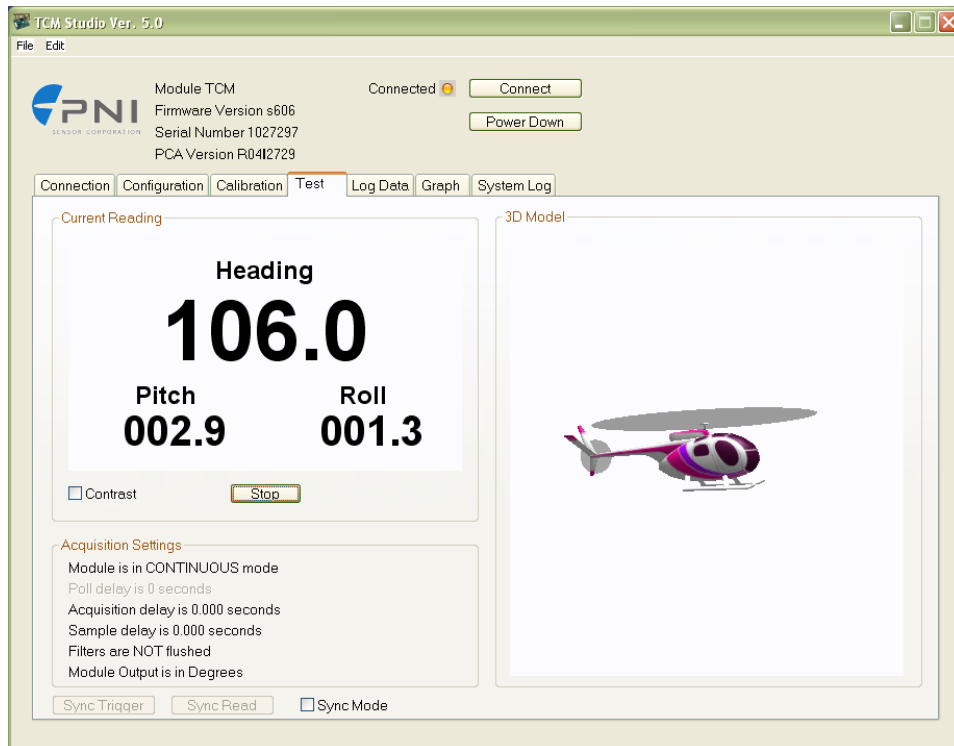 TCM Studio Ver. 5.0
File Edit
PNI
SENSOR CORPORATION
Module TCM
Firmware Version s606
Serial Number 1027297
PCA Version R04I2729
Connected
Connect
Power Down
Connection Configuration Calibration Test Log Data Graph System Log
Current Reading
Heading
106.0
Pitch Roll
002.9 001.3
Contrast Stop
Acquisition Settings
Module is in CONTINUOUS mode
Poll delay is 0 seconds
Acquisition delay is 0.000 seconds
Sample delay is 0.000 seconds
Filters are NOT flushed
Module Output is in Degrees
Sync Trigger Sync Read Sync Mode
3D Model